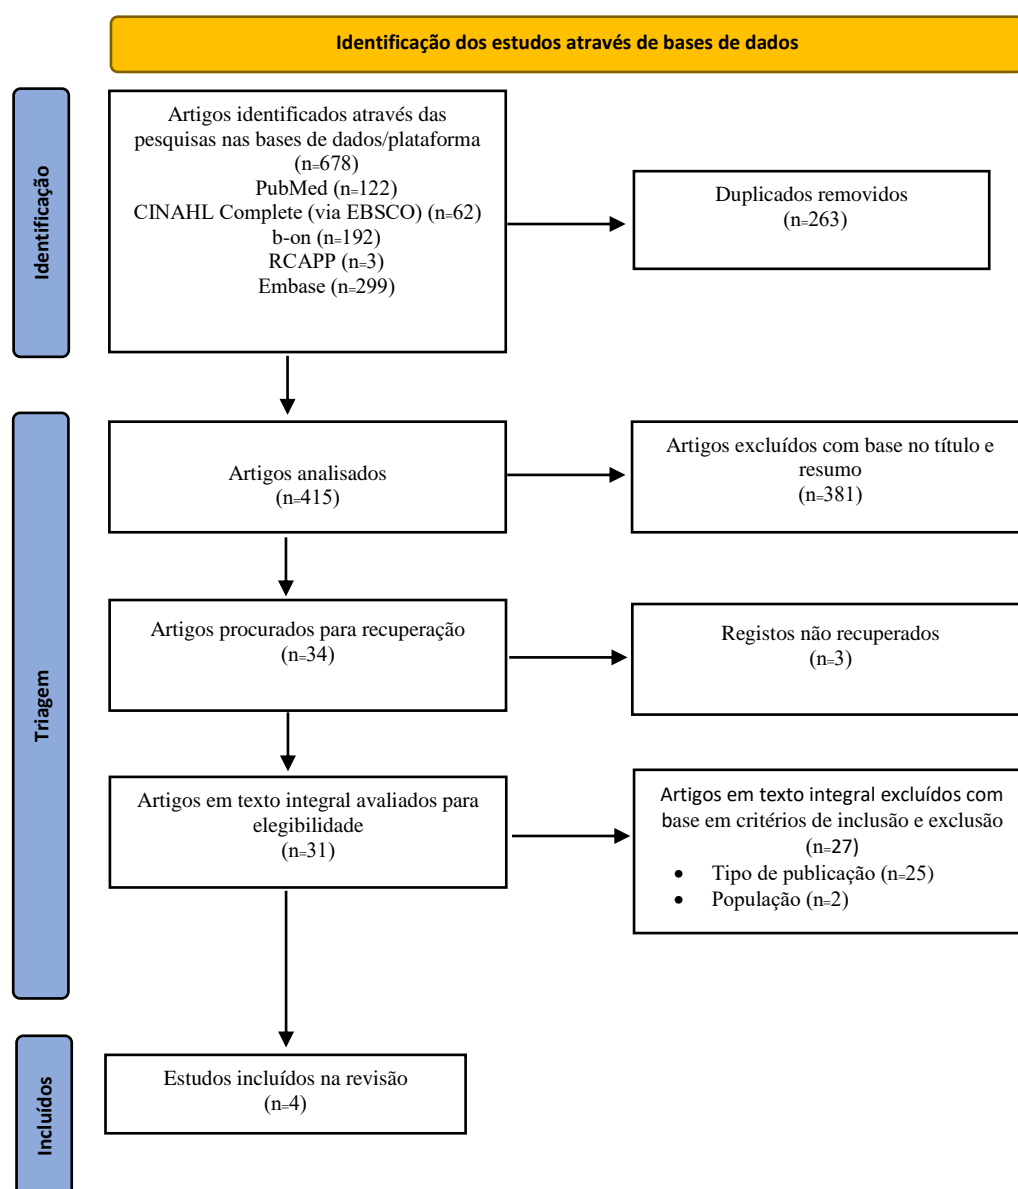 Identificação dos estudos através de bases de dados
Identificação
Artigos identificados através das
pesquisas nas bases de dados/plataforma
(n=678)
PubMed (n=122)
CINAHL Complete (via EBSCO) (n=62)
b-on (n=192)
RCAPP (n=3)
Embase (n=299)
Duplicados removidos
(n=263)
Triagem
Artigos analisados
(n=415)
Artigos excluídos com base no título e
resumo
(n=381)
Artigos procurados para recuperação
(n=34)
Registos não recuperados
(n=3)
Artigos em texto integral avaliados para
elegibilidade
(n=31)
Artigos em texto integral excluídos com
base em critérios de inclusão e exclusão
(n=27)
• Tipo de publicação (n=25)
• População (n=2)
Incluídos
Estudos incluídos na revisão
(n=4)